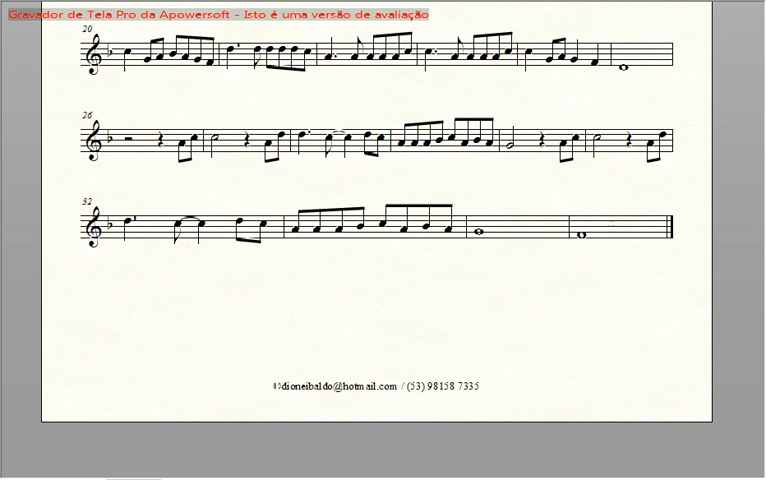 Gravador de Tela Pro da Apowersoft - Isto é uma versão de avaliação
20
26
32
©dioneibaldo@hotmail.com / (53) 98158 7335